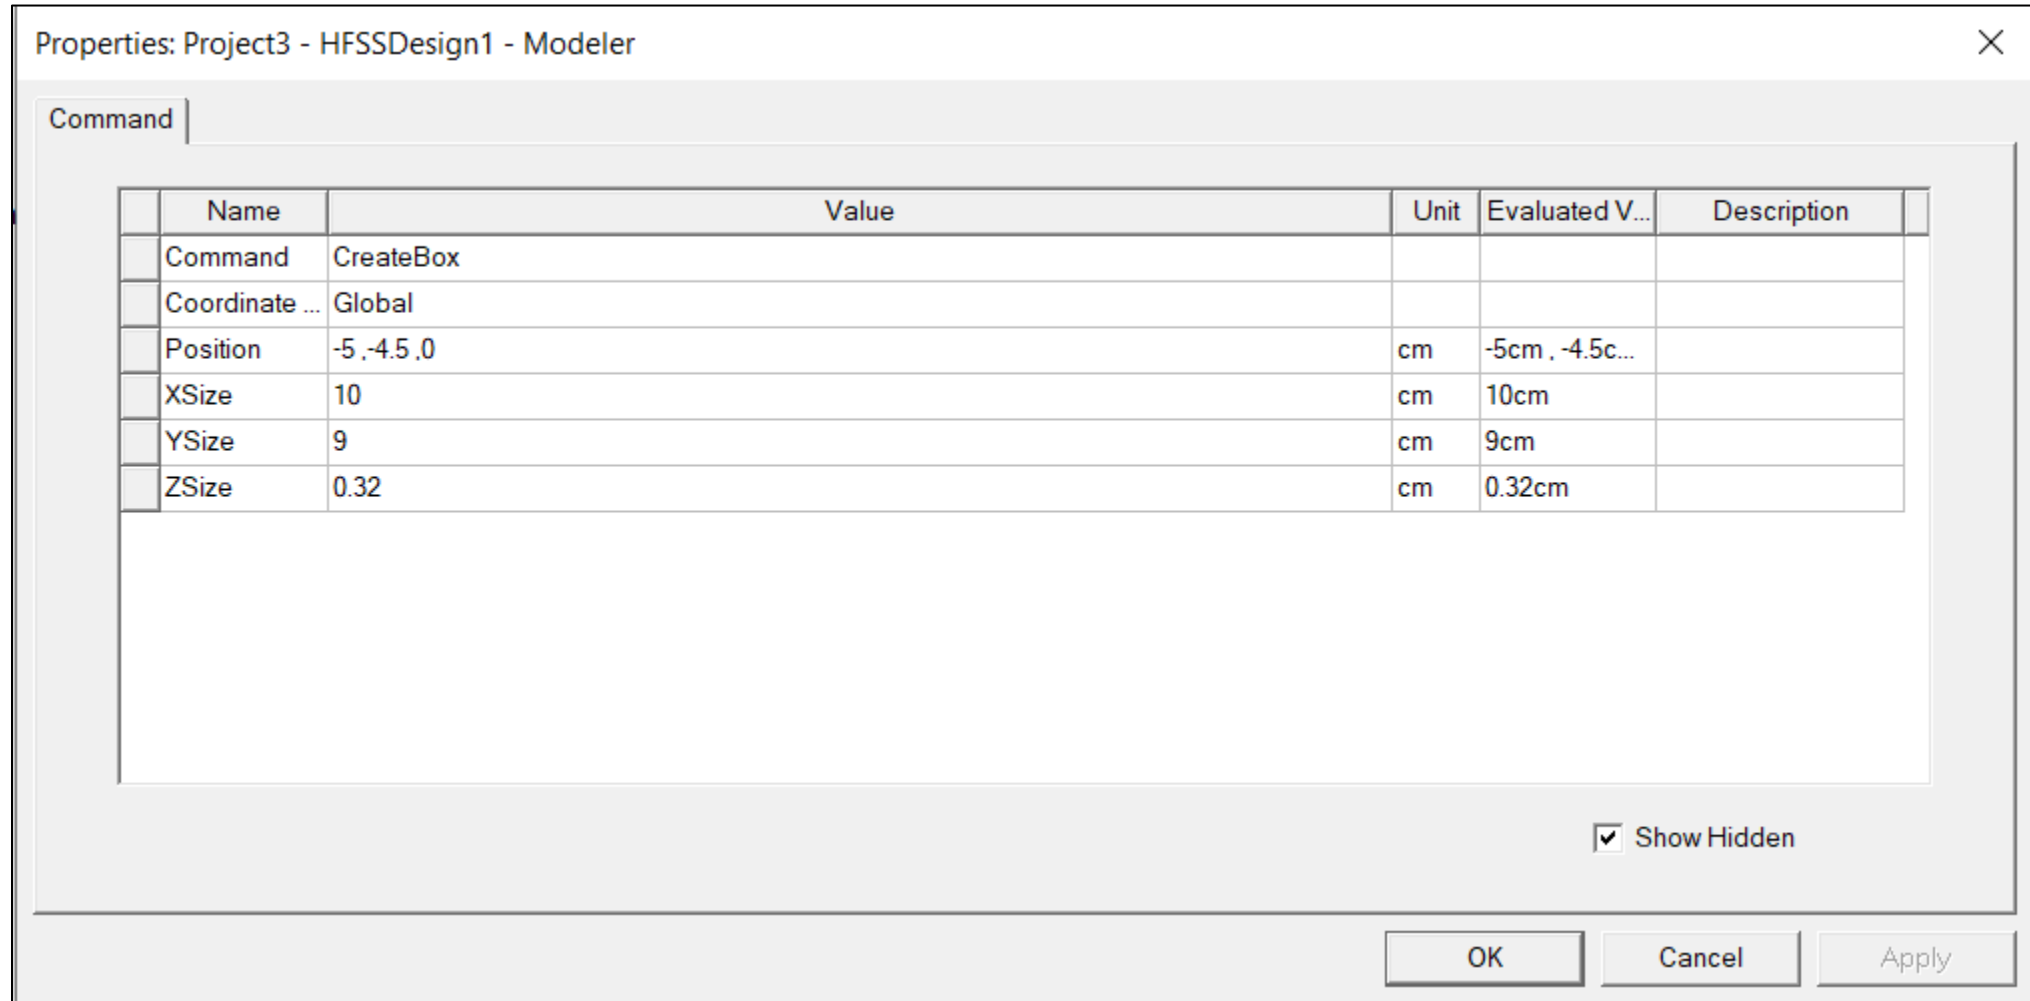 Properties: Project3 - HFSSDesign1 - Modeler
Command
Name Value Unit Evaluated V... Description
Command CreateBox
Coordinate ... Global
Position -5 ,-4.5 ,0 cm -5cm , -4.5c...
XSize 10 cm 10cm
YSize 9 cm 9cm
ZSize 0.32 cm 0.32cm
Show Hidden
OK Cancel Apply